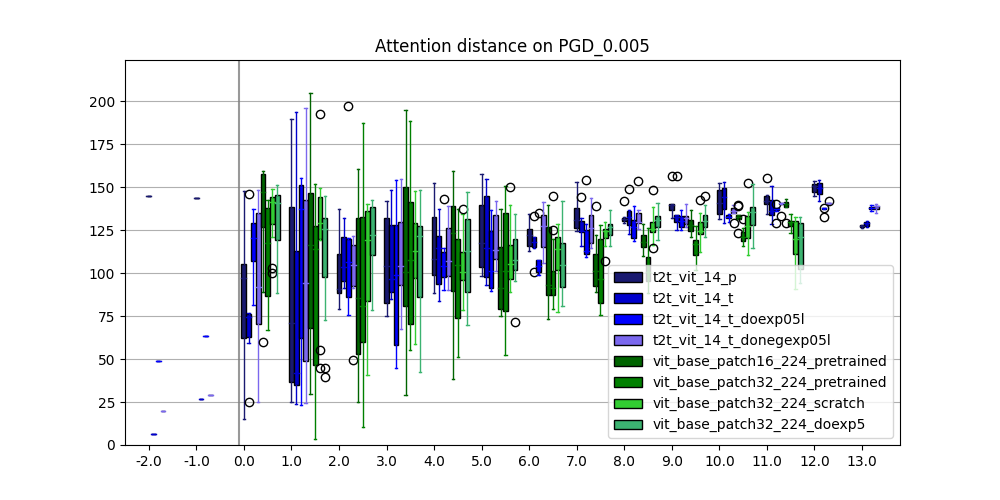 Attention distance on PGD_0.005
200
175
150
125
100
75
50
25
0
-2.0 -1.0 0.0 1.0 2.0 3.0 4.0 5.0 6.0 7.0 8.0 9.0 10.0 11.0 12.0 13.0
t2t_vit_14_p
t2t_vit_14_t
t2t_vit_14_t_doexp05l
t2t_vit_14_t_donegexp05l
vit_base_patch16_224_pretrained
vit_base_patch32_224_pretrained
vit_base_patch32_224_scratch
vit_base_patch32_224_doexp5